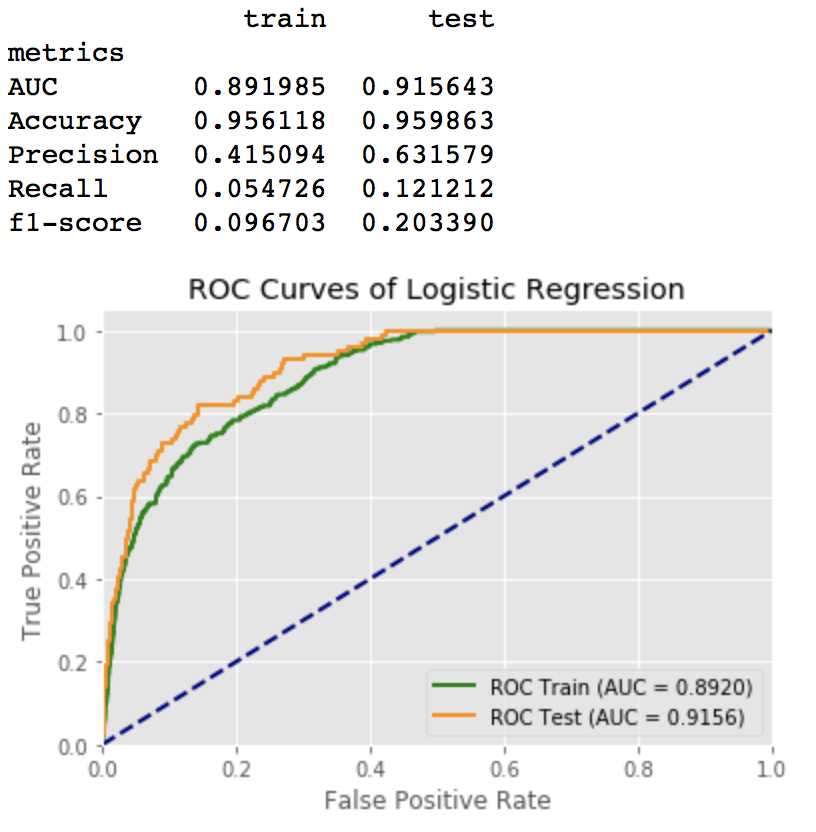 train test
metrics
AUC 0.891985 0.915643
Accuracy 0.956118 0.959863
Precision 0.415094 0.631579
Recall 0.054726 0.121212
f1-score 0.096703 0.203390
ROC Curves of Logistic Regression
1.0
0.8
0.6
0.4
0.2
0.0
True Positive Rate
ROC Train (AUC = 0.8920)
ROC Test (AUC = 0.9156)
0.0 0.2 0.4 0.6 0.8 1.0
False Positive Rate